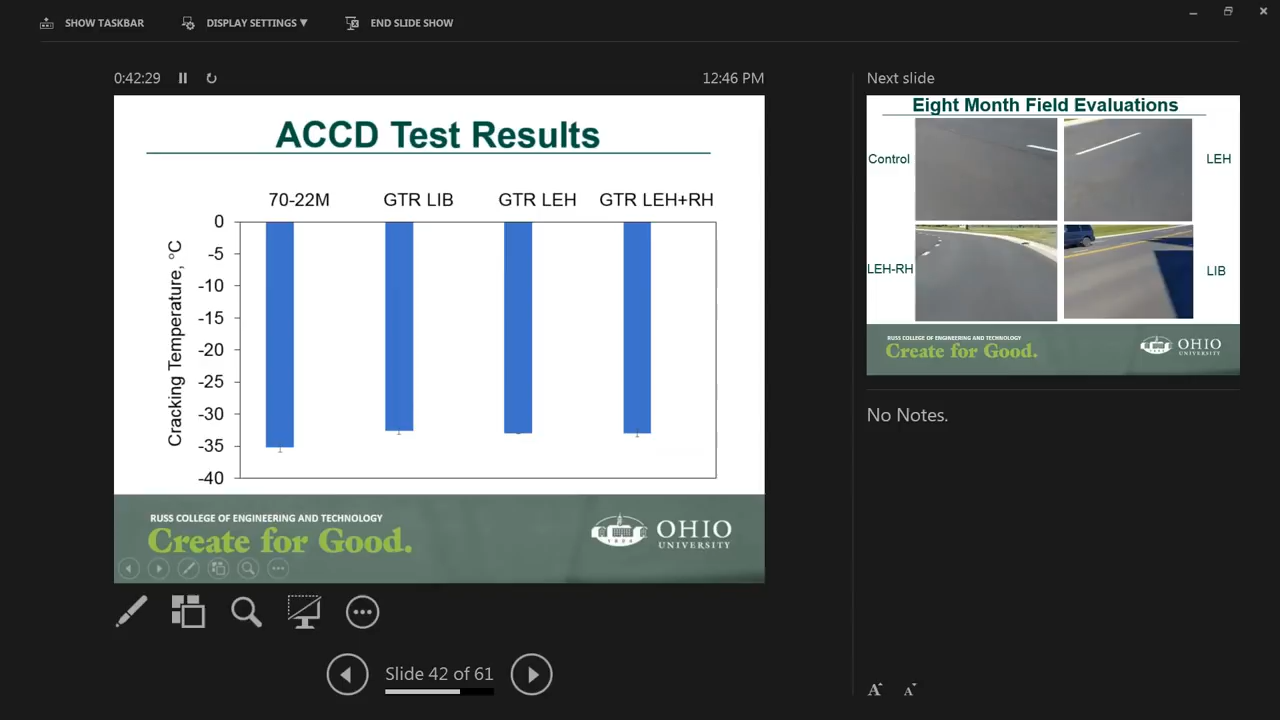 SHOW TASKBAR
DISPLAY SETTINGS ▼
END SLIDE SHOW
0:42:29
12:46 PM
ACCD Test Results
70-22M
GTR LIB
GTR LEH
GTR LEH+RH
Cracking Temperature, °C
0
-5
-10
-15
-20
-25
-30
-35
-40
RUSS COLLEGE OF ENGINEERING AND TECHNOLOGY
Create for Good.
1804
OHIO
UNIVERSITY
Slide 42 of 61
Next slide
Eight Month Field Evaluations
Control
LEH
LEH-RH
LIB
RUSS COLLEGE OF ENGINEERING AND TECHNOLOGY
Create for Good.
OHIO
UNIVERSITY
No Notes.
A
A